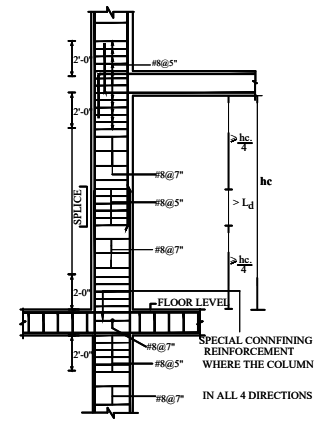 #8@5"
2'-0"
2'-0"
>hc.
4
#8@7"
hc
SPLICE
#8@5"
> Ld
#8@7"
>hc.
4
2-0"
FLOOR LEVEL
#8@7"
2'-0"
#8@5"
SPECIAL CONNFINING
REINFORCEMENT
WHERE THE COLUMN
#8@7"
IN ALL 4 DIRECTIONS